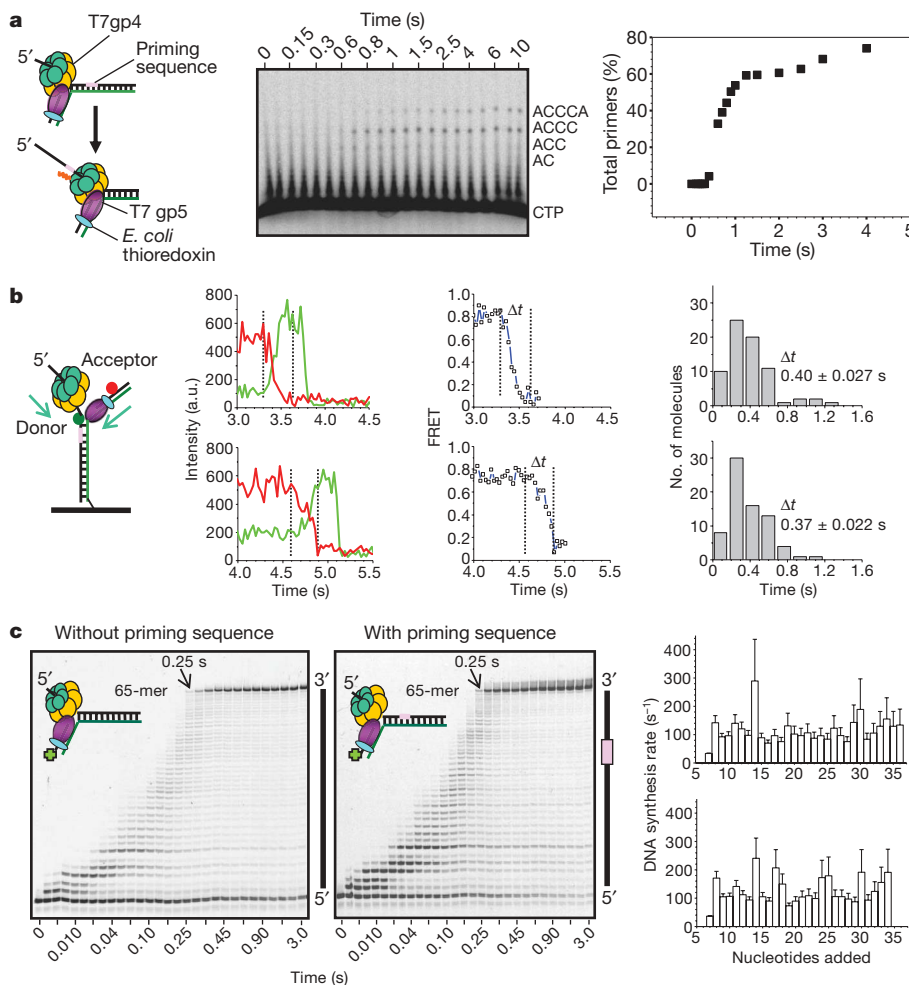 a
T7gp4
5′
Priming
sequence
5′
T7 gp5
E. coli
thioredoxin
Time (s)
0 0.15 0.3 0.6 0.8 1 1.5 2.5 4 6 10
ACCCA
ACCC
ACC
AC
CTP
Total primers (%)
80
60
40
20
0
0 1 2 3 4 5
Time (s)
b
5′
Acceptor
Donor
Intensity (a.u.)
800
600
400
200
0
3.0 3.5 4.0 4.5
800
600
400
200
0
4.0 4.5 5.0 5.5
Time (s)
FRET
1.0
0.8
0.6
0.4
0.2
0
Δt
3.0 3.5 4.0 4.5
1.0
0.8
0.6
0.4
0.2
0
Δt
4.0 4.5 5.0 5.5
Time (s)
No. of molecules
30
20
10
0
Δt
0.40 ± 0.027 s
0 0.4 0.8 1.2 1.6
30
20
10
0
Δt
0.37 ± 0.022 s
0 0.4 0.8 1.2 1.6
Time (s)
c
Without priming sequence
0.25 s
65-mer
5′
3′
5′
0 0.010 0.04 0.10 0.25 0.45 0.90 3.0
With priming sequence
0.25 s
65-mer
5′
3′
5′
0 0.010 0.04 0.10 0.25 0.45 0.90 3.0
Time (s)
DNA synthesis rate (s⁻¹)
400
300
200
100
0
5 10 15 20 25 30 35
400
300
200
100
0
5 10 15 20 25 30 35
Nucleotides added